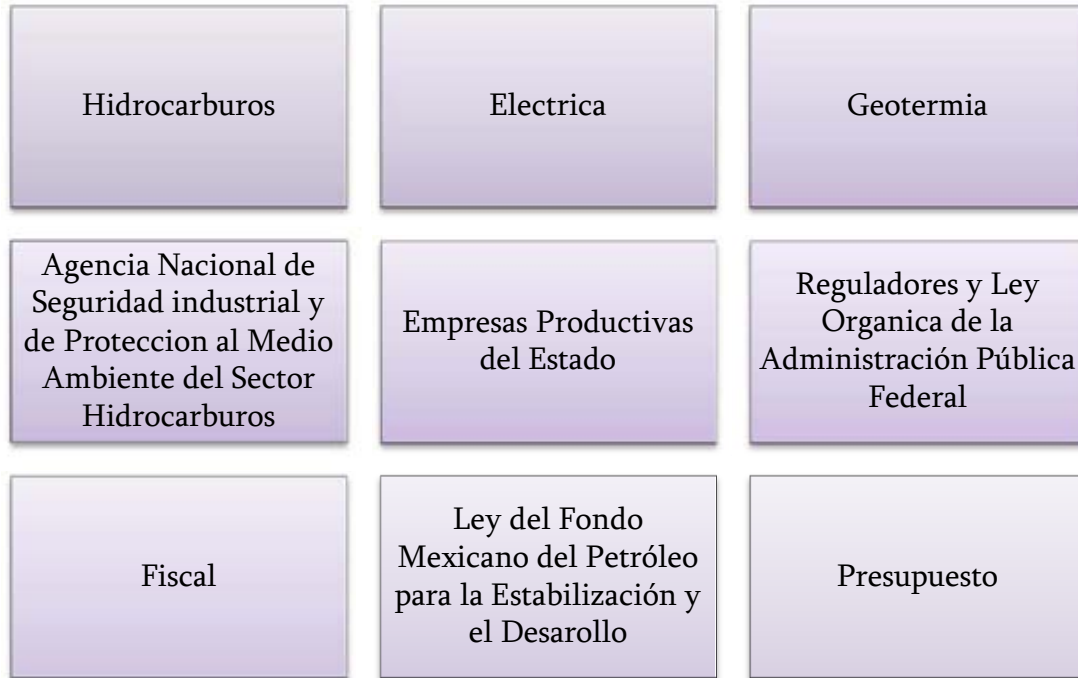 Hidrocarburos
Electrica
Geotermia
Agencia Nacional de
Seguridad industrial y
de Proteccion al Medio
Ambiente del Sector
Hidrocarburos
Empresas Productivas
del Estado
Reguladores y Ley
Organica de la
Administración Pública
Federal
Fiscal
Ley del Fondo
Mexicano del Petróleo
para la Estabilización y
el Desarollo
Presupuesto